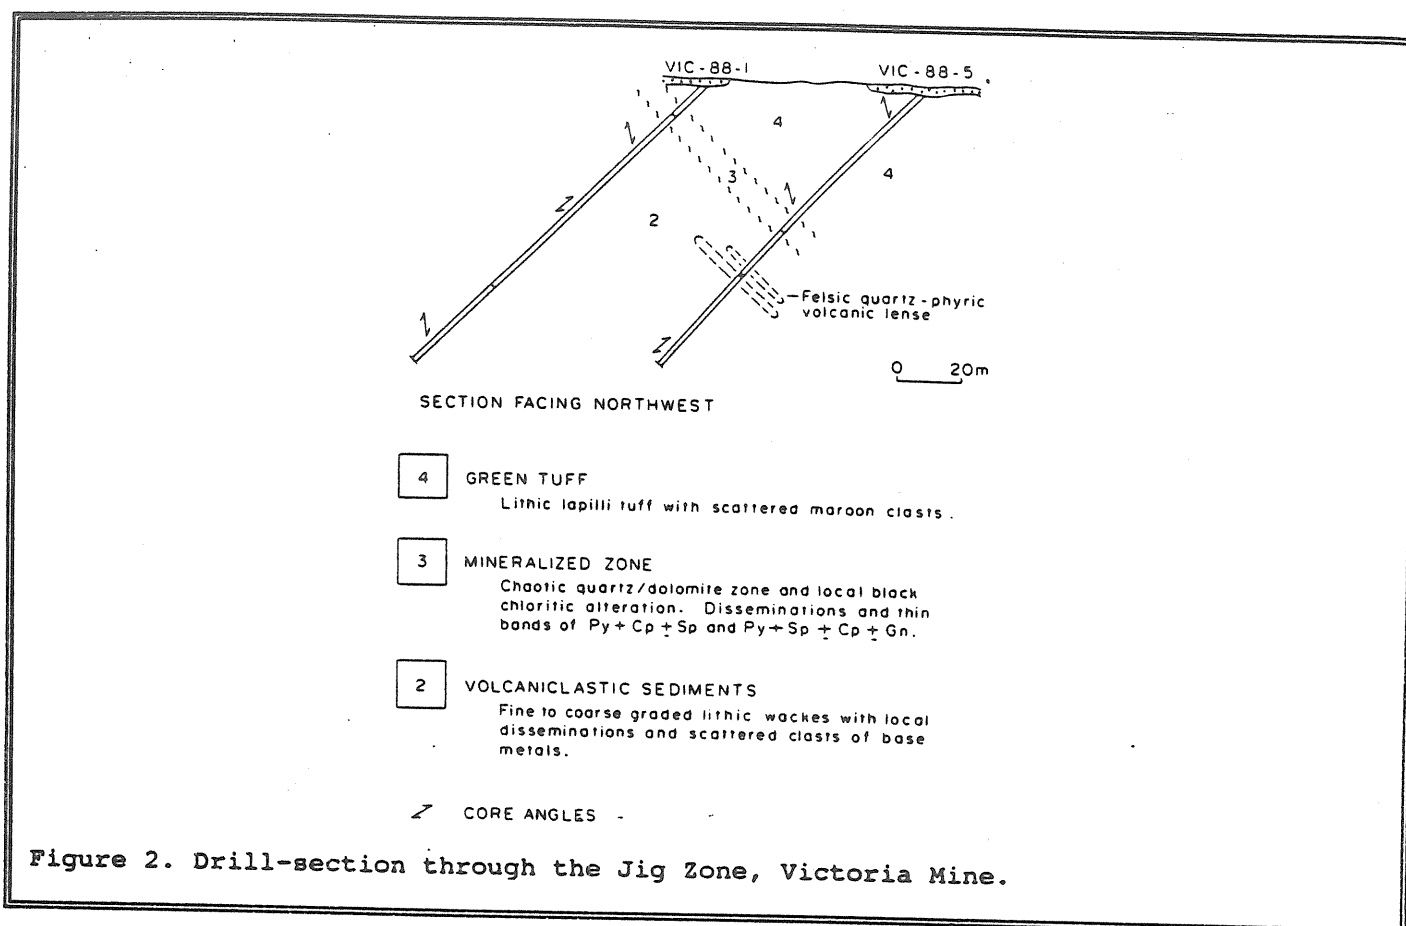 VIC-88-1
VIC-88-5
4
4
3
2
Felsic quartz-phyric
volcanic lense
0 20m
SECTION FACING NORTHWEST
4 GREEN TUFF
Lithic lapilli tuff with scattered maroon clasts.
3 MINERALIZED ZONE
Chaotic quartz/dolomite zone and local black
chloritic alteration. Disseminations and thin
bands of Py + Cp ± Sp and Py + Sp ± Cp ± Gn.
2 VOLCANICLASTIC SEDIMENTS
Fine to coarse graded lithic wackes with local
disseminations and scattered clasts of base
metals.
CORE ANGLES
Figure 2. Drill-section through the Jig Zone, Victoria Mine.